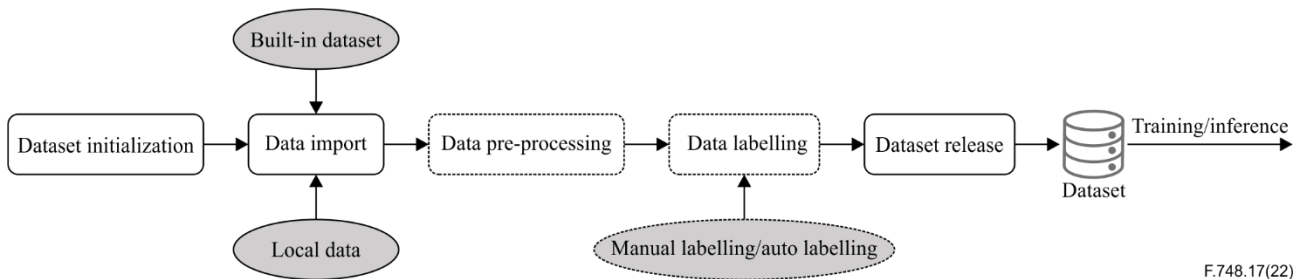 Built-in dataset
Dataset initialization
Data import
Data pre-processing
Data labelling
Dataset release
Training/inference
Dataset
Local data
Manual labelling/auto labelling
F.748.17(22)